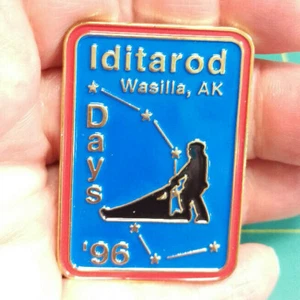 Iditarod
Wasilla, AK
Days
'96